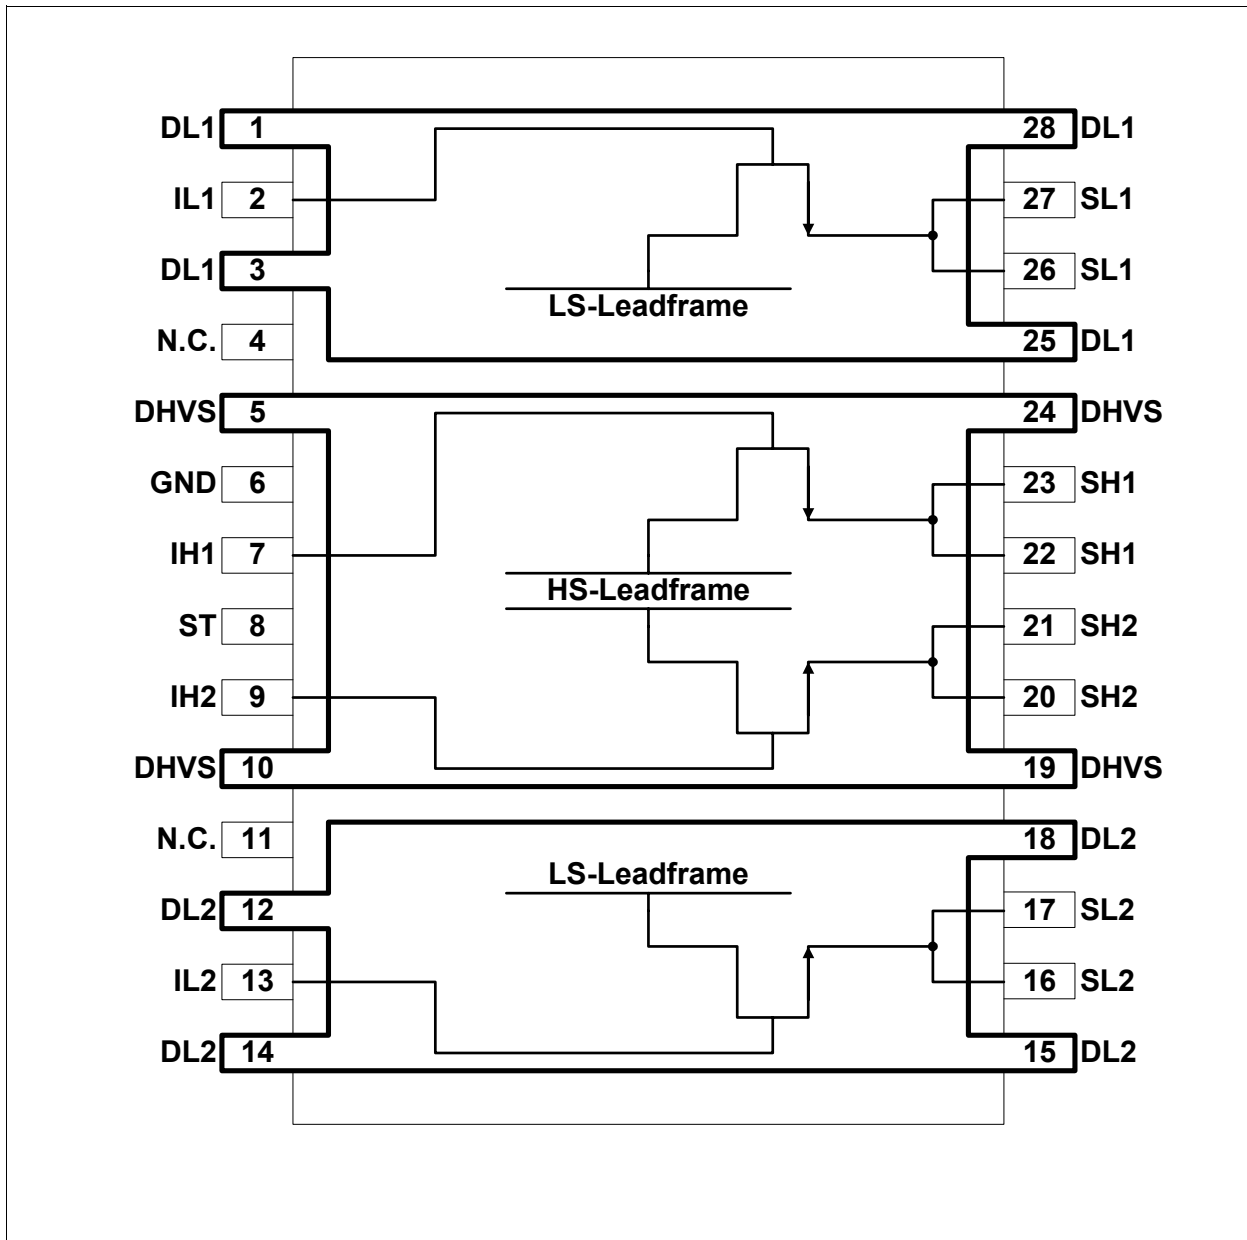 DL1 1 28 DL1
IL1 2 27 SL1
DL1 3 26 SL1
LS-Leadframe
N.C. 4 25 DL1
DHVS 5 24 DHVS
GND 6 23 SH1
IH1 7 22 SH1
HS-Leadframe
ST 8 21 SH2
IH2 9 20 SH2
DHVS 10 19 DHVS
N.C. 11 18 DL2
LS-Leadframe
DL2 12 17 SL2
IL2 13 16 SL2
DL2 14 15 DL2